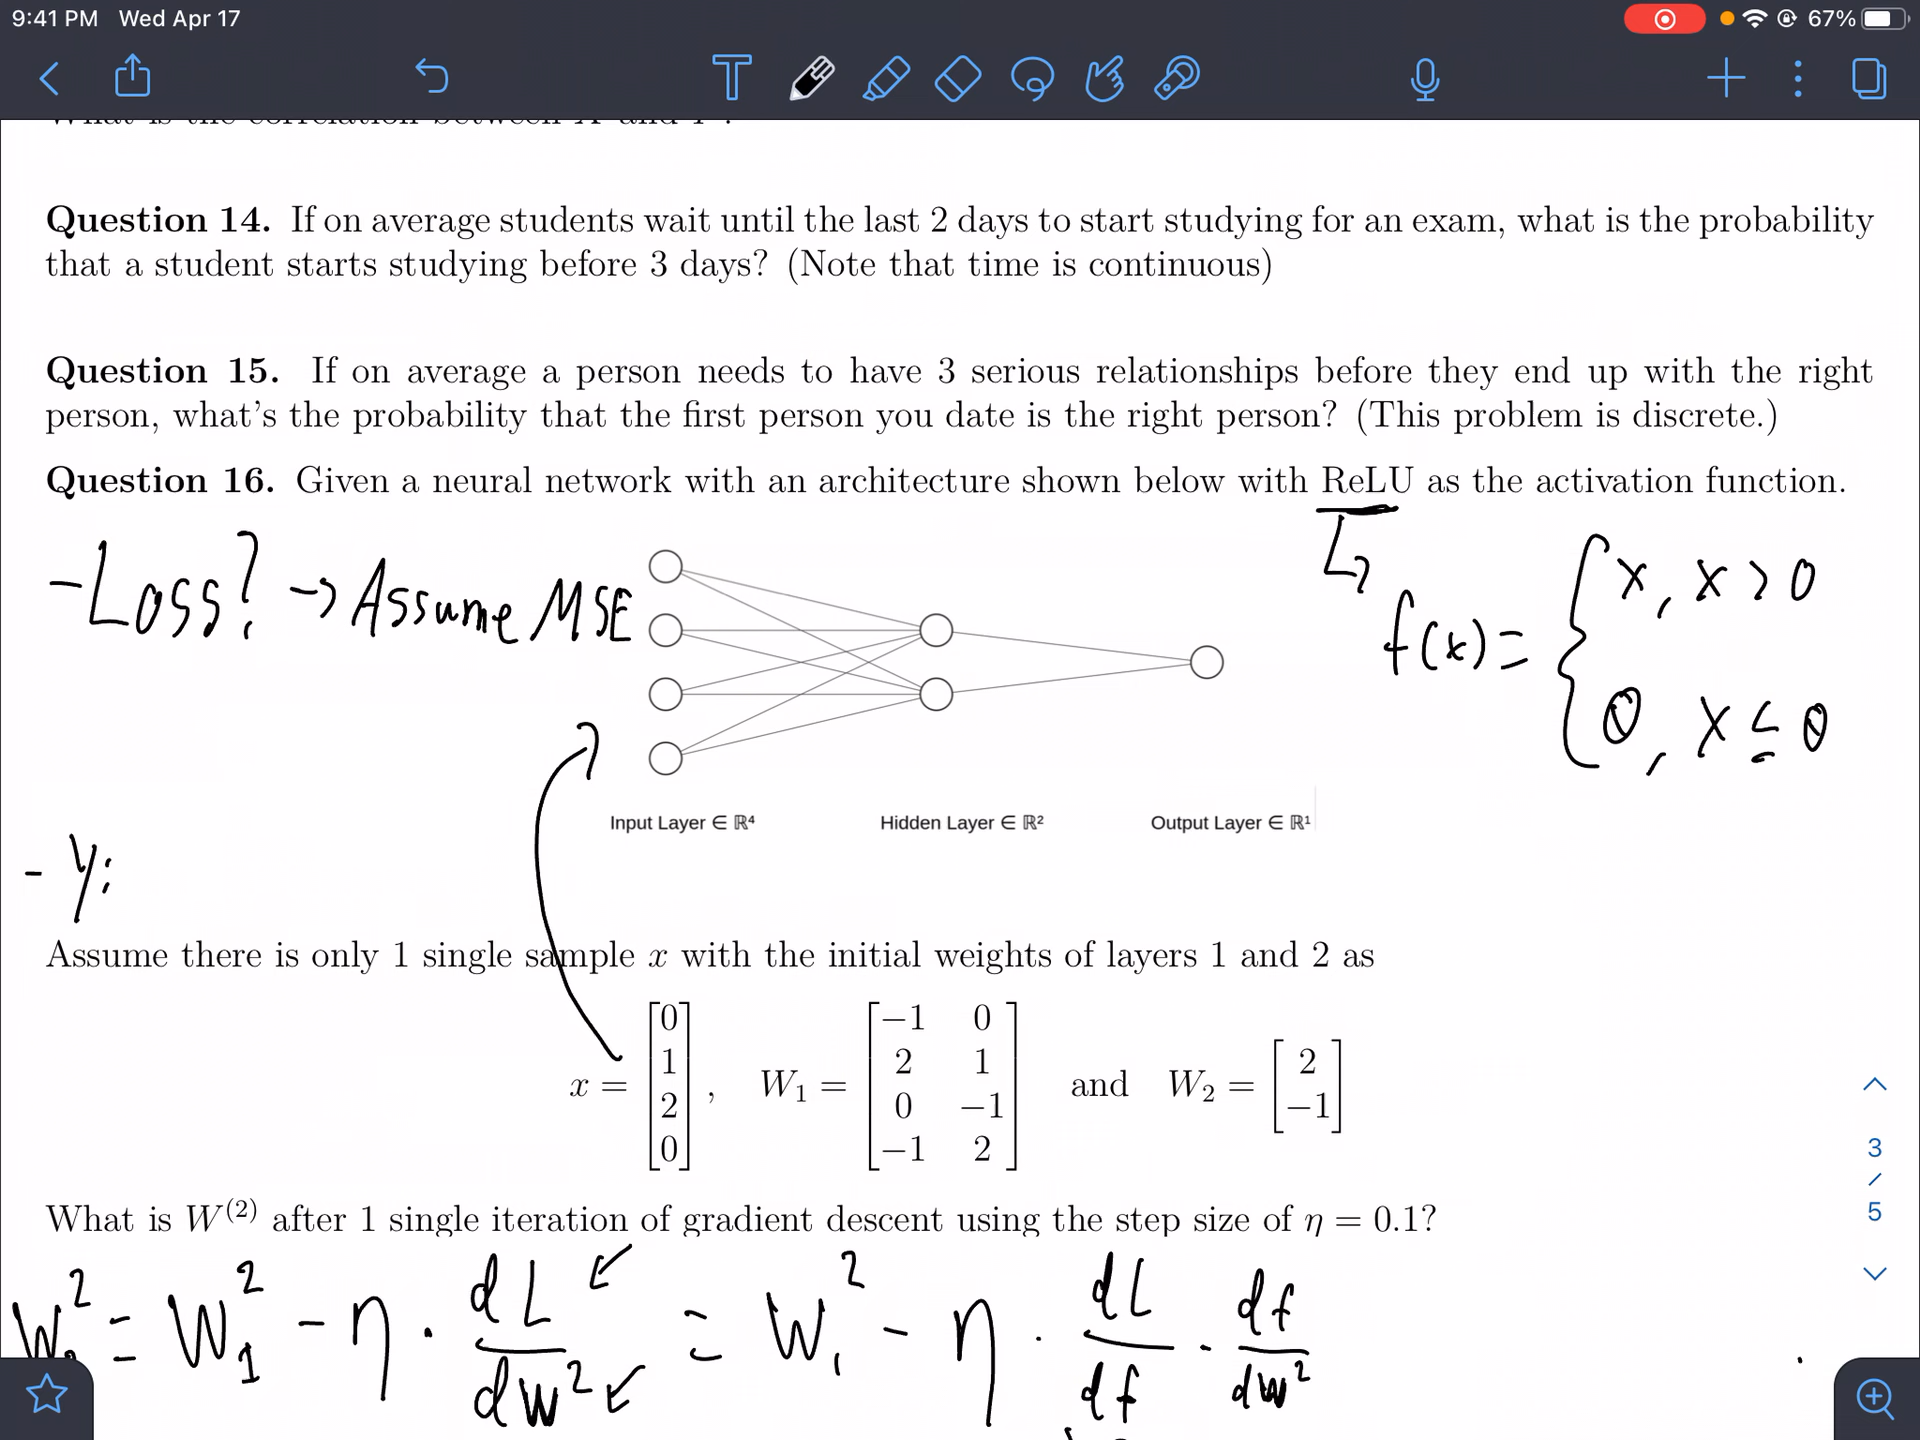 9:41 PM Wed Apr 17
67%
What is the correlation between X and Y?
Question 14. If on average students wait until the last 2 days to start studying for an exam, what is the probability
that a student starts studying before 3 days? (Note that time is continuous)
Question 15. If on average a person needs to have 3 serious relationships before they end up with the right
person, what's the probability that the first person you date is the right person? (This problem is discrete.)
Question 16. Given a neural network with an architecture shown below with ReLU as the activation function.
- Loss? → Assume MSE
f(x) = { x, x > 0
0, x ≤ 0
Input Layer ∈ ℝ⁴ Hidden Layer ∈ ℝ² Output Layer ∈ ℝ¹
- y:
Assume there is only 1 single sample x with the initial weights of layers 1 and 2 as
x = [0 1 2 0], W₁ = [−1 0; 2 1; 0 −1; −1 2] and W₂ = [2 −1]
3
/
5
What is W⁽²⁾ after 1 single iteration of gradient descent using the step size of η = 0.1?
W₂² = W₁² − η · dL/dW² = W₁² − η · dL/df · df/dW²